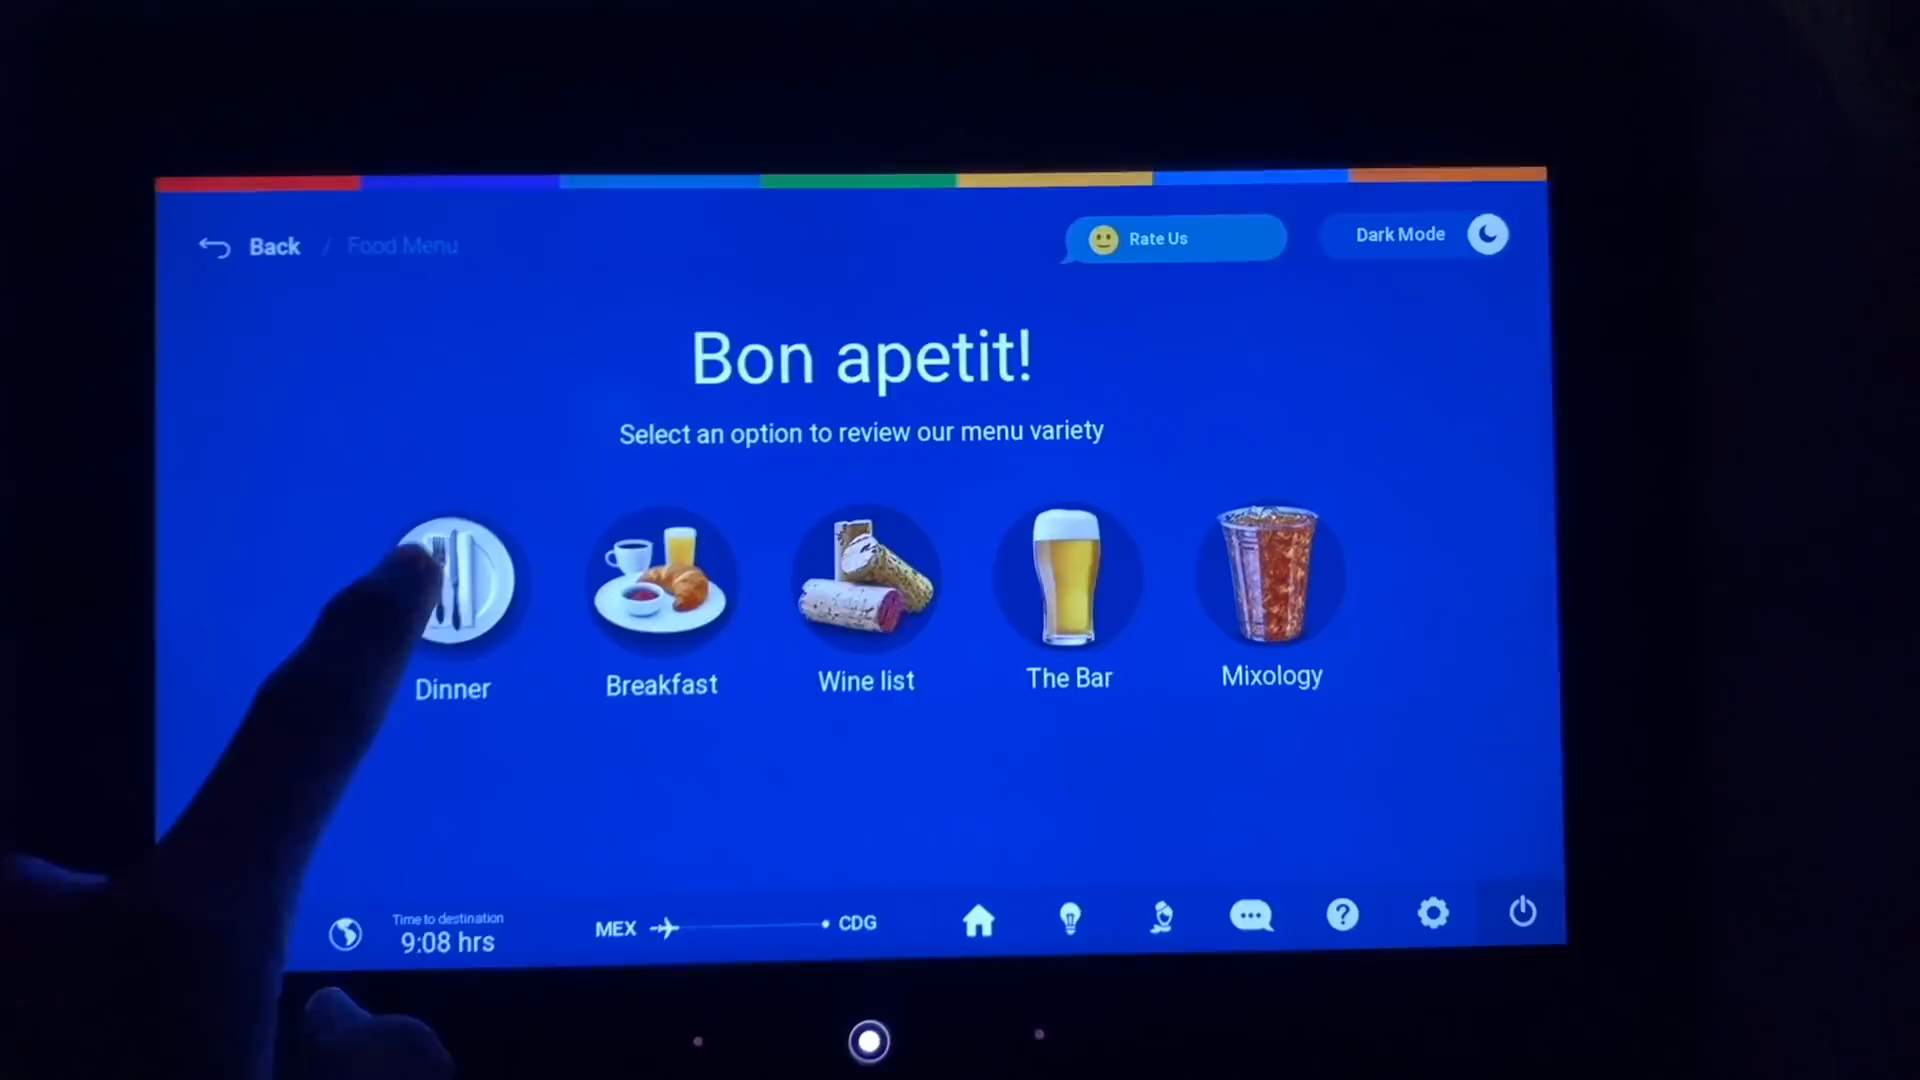 Back / Food Menu
Rate Us
Dark Mode
Bon apetit!
Select an option to review our menu variety
Dinner
Breakfast
Wine list
The Bar
Mixology
Time to destination
9:08 hrs
MEX
CDG